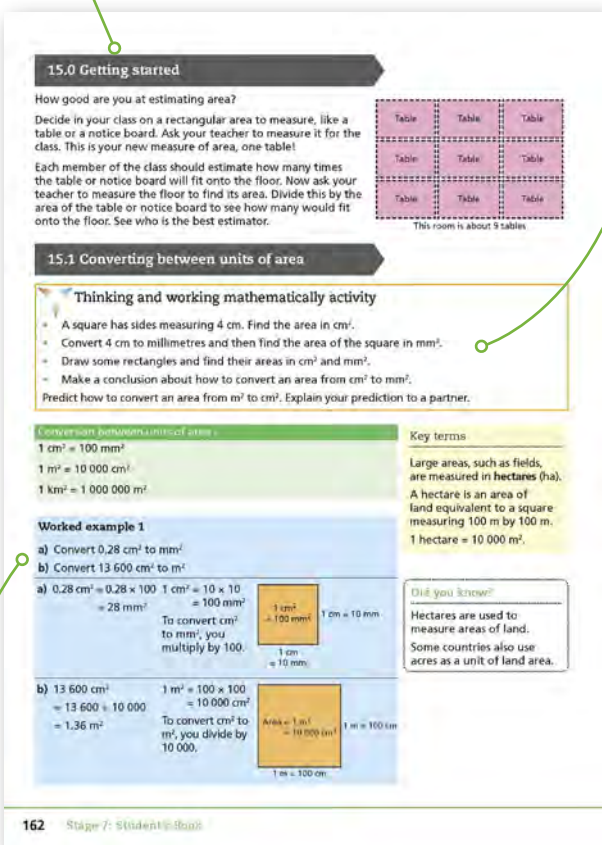 15.0 Getting started
How good are you at estimating area?
Decide in your class on a rectangular area to measure, like a
table or a notice board. Ask your teacher to measure it for the
class. This is your new measure of area, one table!
Each member of the class should estimate how many times
the table or notice board will fit onto the floor. Now ask your
teacher to measure the floor to find its area. Divide this by the
area of the table or notice board to see how many would fit
onto the floor. See who is the best estimator.
Table Table Table
Table Table Table
Table Table Table
This room is about 9 tables
15.1 Converting between units of area
Thinking and working mathematically activity
• A square has sides measuring 4 cm. Find the area in cm².
• Convert 4 cm to millimetres and then find the area of the square in mm².
• Draw some rectangles and find their areas in cm² and mm².
• Make a conclusion about how to convert an area from cm² to mm².
Predict how to convert an area from m² to cm². Explain your prediction to a partner.
Conversion between units of area :
1 cm² = 100 mm²
1 m² = 10 000 cm²
1 km² = 1 000 000 m²
Key terms
Large areas, such as fields,
are measured in hectares (ha).
A hectare is an area of
land equivalent to a square
measuring 100 m by 100 m.
1 hectare = 10 000 m².
Worked example 1
a) Convert 0.28 cm² to mm²
b) Convert 13 600 cm² to m²
a) 0.28 cm² = 0.28 × 100
= 28 mm²
1 cm² = 10 × 10
= 100 mm²
To convert cm²
to mm², you
multiply by 100.
1 cm²
= 100 mm²
1 cm = 10 mm
1 cm
= 10 mm
b) 13 600 cm²
= 13 600 ÷ 10 000
= 1.36 m²
1 m² = 100 × 100
= 10 000 cm²
To convert cm² to
m², you divide by
10 000.
Area = 1 m²
= 10 000 cm²
1 m = 100 cm
1 m = 100 cm
Did you know?
Hectares are used to
measure areas of land.
Some countries also use
acres as a unit of land area.
162 Stage 7: Student's Book